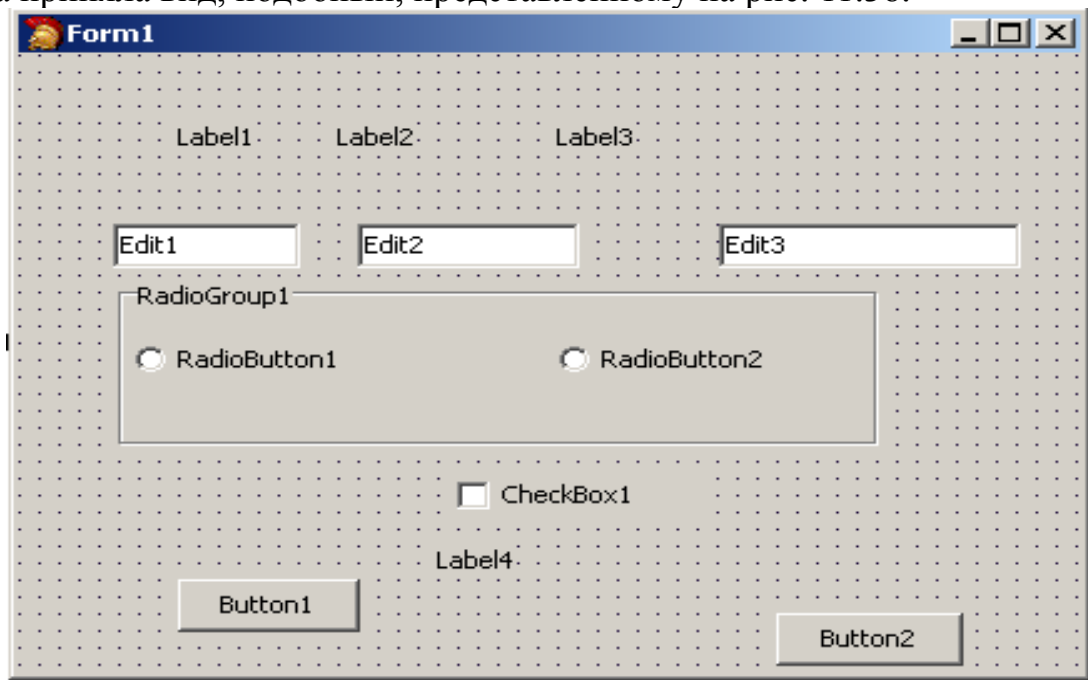 Form1
Label1 Label2 Label3
Edit1 Edit2 Edit3
RadioGroup1
RadioButton1 RadioButton2
CheckBox1
Label4
Button1
Button2